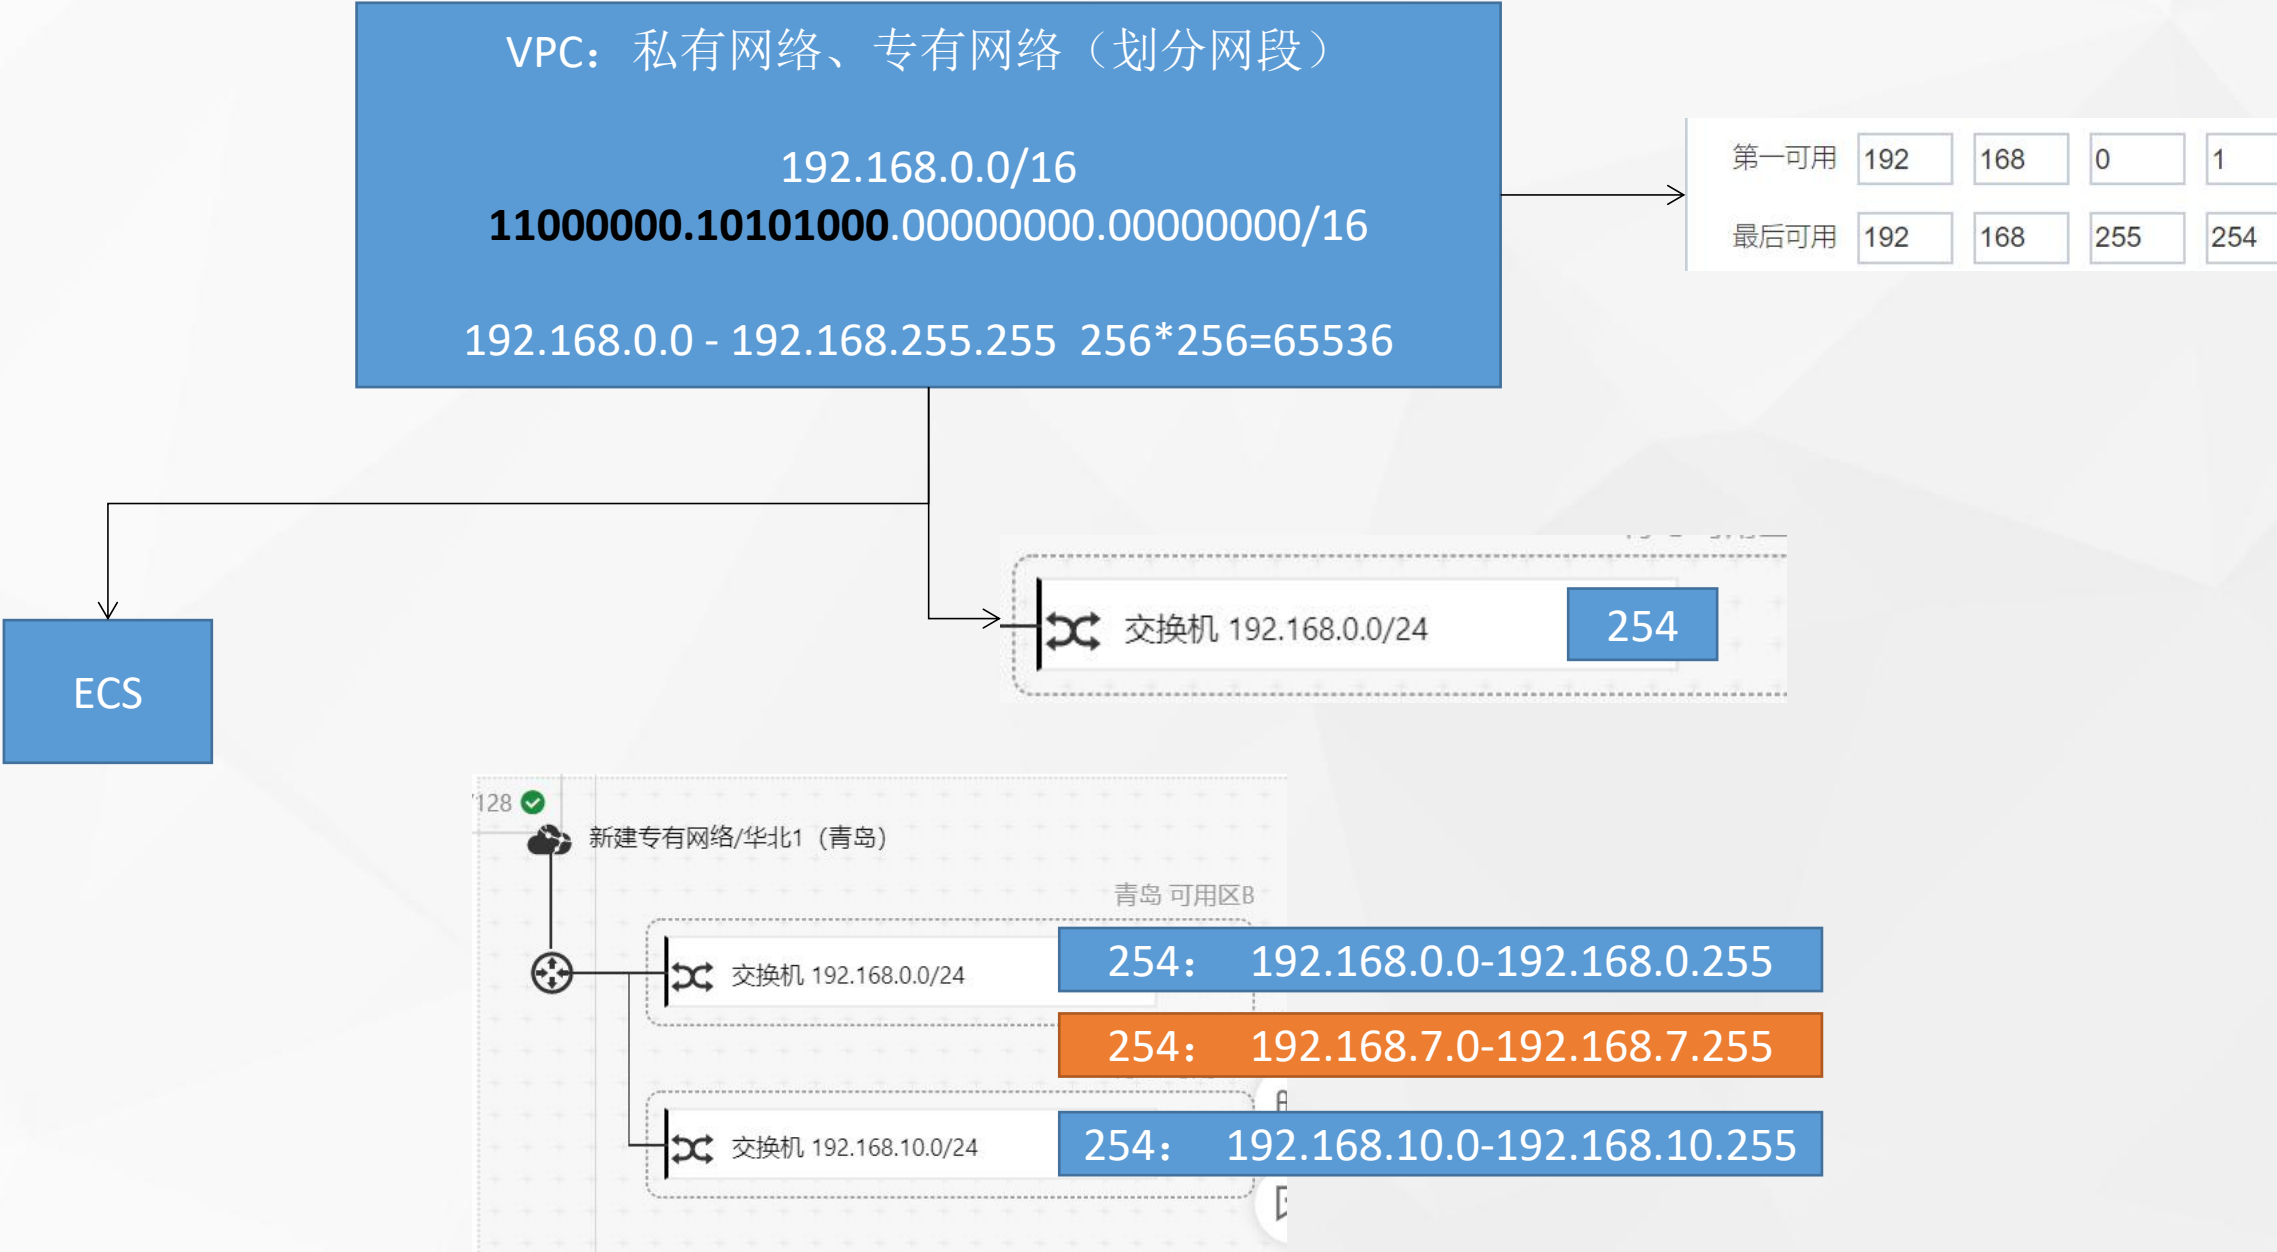 VPC：私有网络、专有网络（划分网段）
192.168.0.0/16
11000000.10101000.00000000.00000000/16
192.168.0.0 - 192.168.255.255 256*256=65536
第一可用 192 168 0 1
最后可用 192 168 255 254
交换机 192.168.0.0/24 254
ECS
128
新建专有网络/华北1（青岛）
青岛 可用区B
交换机 192.168.0.0/24 254： 192.168.0.0-192.168.0.255
254： 192.168.7.0-192.168.7.255
交换机 192.168.10.0/24 254： 192.168.10.0-192.168.10.255